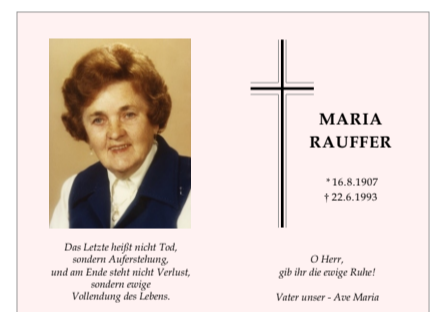 Das Letzte heißt nicht Tod,
sondern Auferstehung,
und am Ende steht nicht Verlust,
sondern ewige
Vollendung des Lebens.
MARIA
RAUFFER
* 16.8.1907
† 22.6.1993
O Herr,
gib ihr die ewige Ruhe!
Vater unser - Ave Maria